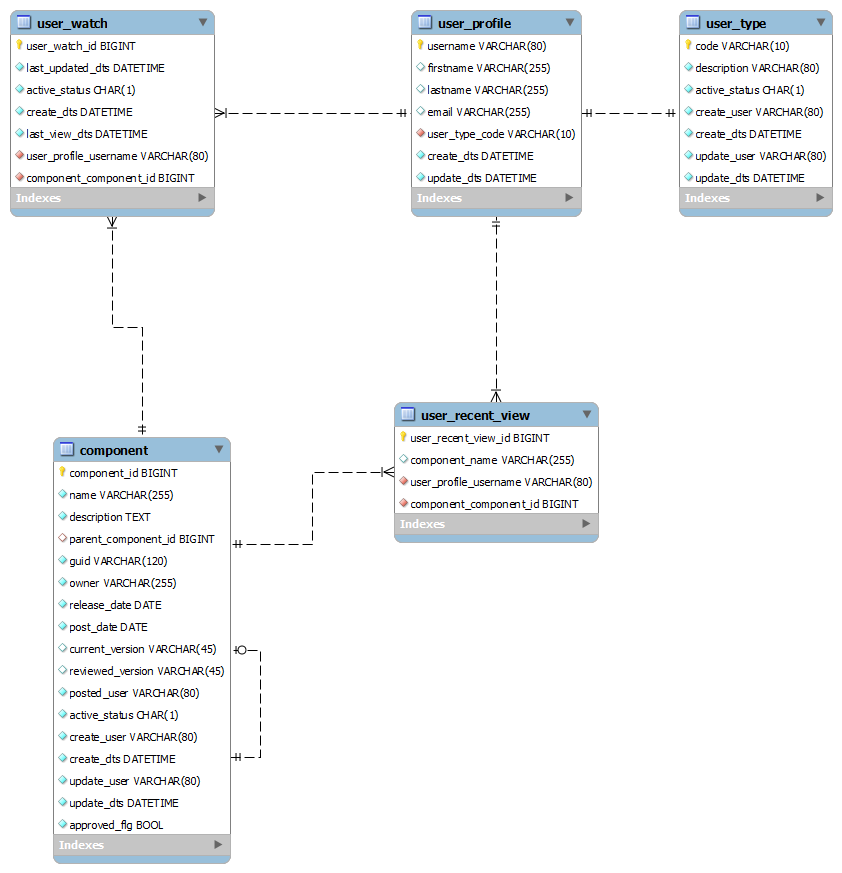 user_watch
user_watch_id BIGINT
last_updated_dts DATETIME
active_status CHAR(1)
create_dts DATETIME
last_view_dts DATETIME
user_profile_username VARCHAR(80)
component_component_id BIGINT
Indexes
user_profile
username VARCHAR(80)
firstname VARCHAR(255)
lastname VARCHAR(255)
email VARCHAR(255)
user_type_code VARCHAR(10)
create_dts DATETIME
update_dts DATETIME
Indexes
user_type
code VARCHAR(10)
description VARCHAR(80)
active_status CHAR(1)
create_user VARCHAR(80)
create_dts DATETIME
update_user VARCHAR(80)
update_dts DATETIME
Indexes
user_recent_view
user_recent_view_id BIGINT
component_name VARCHAR(255)
user_profile_username VARCHAR(80)
component_component_id BIGINT
Indexes
component
component_id BIGINT
name VARCHAR(255)
description TEXT
parent_component_id BIGINT
guid VARCHAR(120)
owner VARCHAR(255)
release_date DATE
post_date DATE
current_version VARCHAR(45)
reviewed_version VARCHAR(45)
posted_user VARCHAR(80)
active_status CHAR(1)
create_user VARCHAR(80)
create_dts DATETIME
update_user VARCHAR(80)
update_dts DATETIME
approved_flg BOOL
Indexes